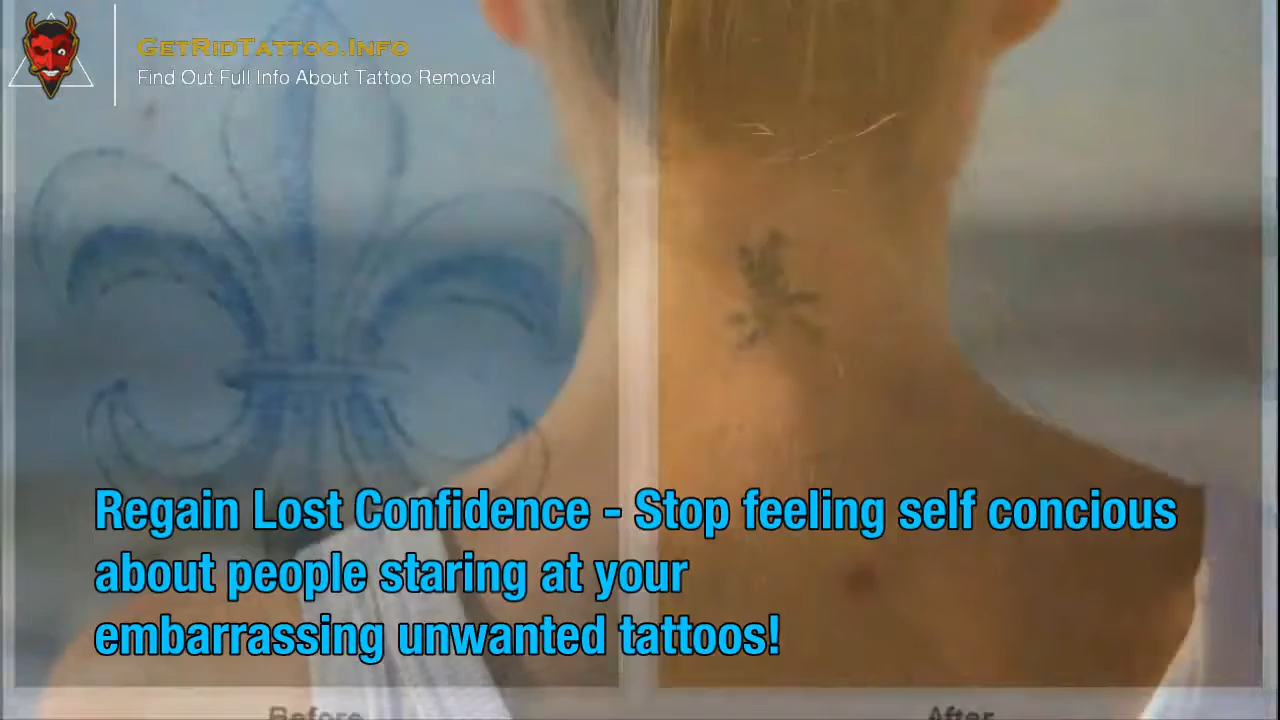 GetRidTattoo.Info
Find Out Full Info About Tattoo Removal
Regain Lost Confidence - Stop feeling self concious
about people staring at your
embarrassing unwanted tattoos!
Before
After